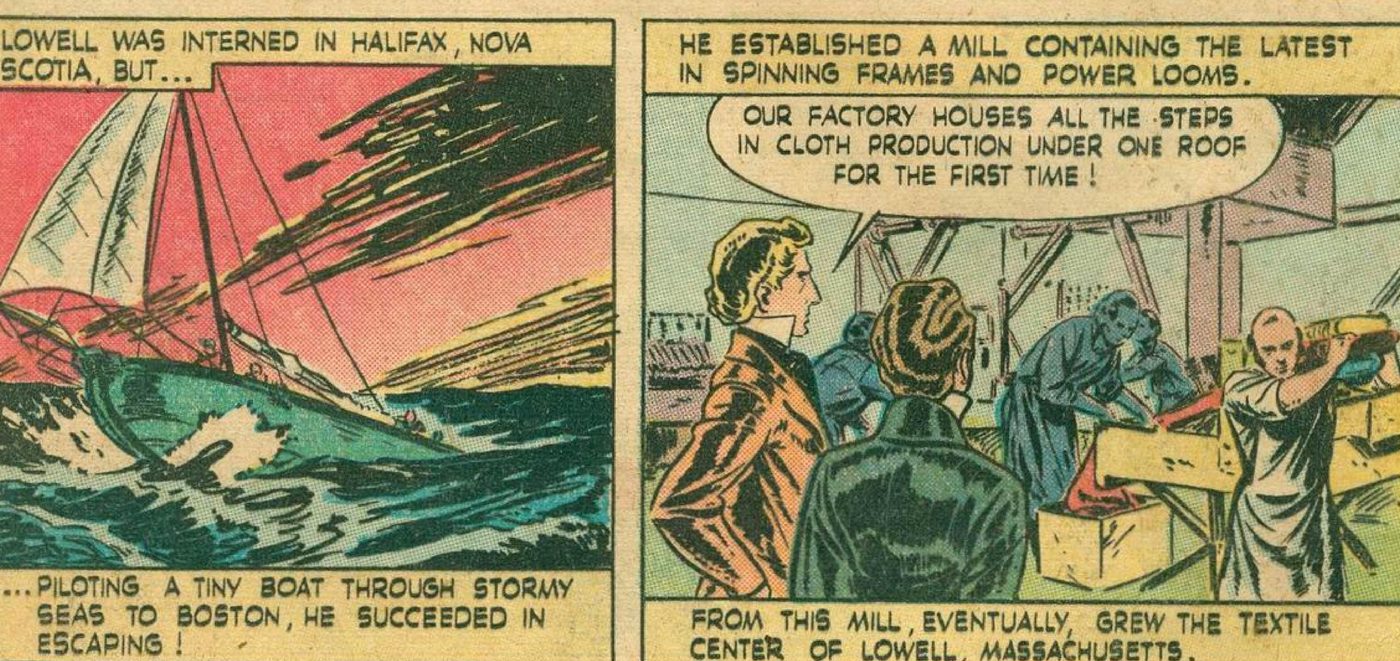 LOWELL WAS INTERNED IN HALIFAX, NOVA
SCOTIA, BUT...
...PILOTING A TINY BOAT THROUGH STORMY
SEAS TO BOSTON, HE SUCCEEDED IN
ESCAPING!
HE ESTABLISHED A MILL CONTAINING THE LATEST
IN SPINNING FRAMES AND POWER LOOMS.
OUR FACTORY HOUSES ALL THE STEPS
IN CLOTH PRODUCTION UNDER ONE ROOF
FOR THE FIRST TIME!
FROM THIS MILL, EVENTUALLY, GREW THE TEXTILE
CENTER OF LOWELL, MASSACHUSETTS.